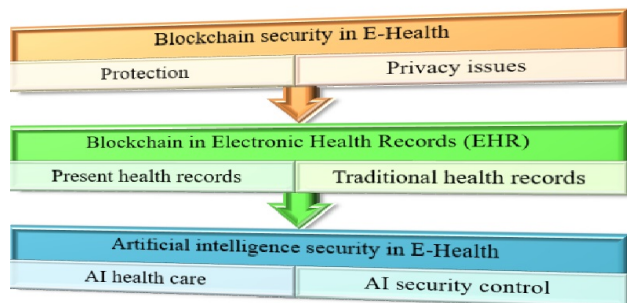 Blockchain security in E-Health
Protection
Privacy issues
Blockchain in Electronic Health Records (EHR)
Present health records
Traditional health records
Artificial intelligence security in E-Health
AI health care
AI security control